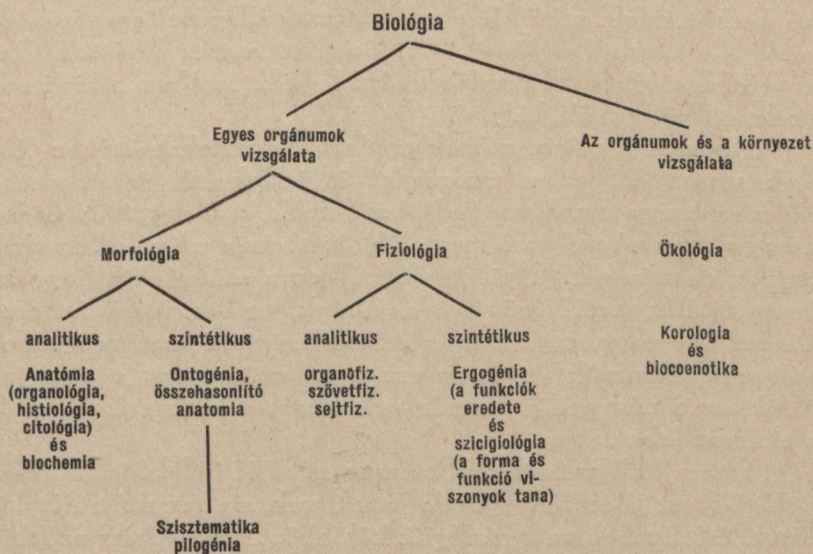 Biológia
Egyes orgánumok
vizsgálata
Az orgánumok és a környezet
vizsgálata
Morfológia
Fiziológia
Ökológia
analitikus
szintétikus
analitikus
szintétikus
Korologia
és
biocoenotika
Anatómia
(organológia,
histiológia,
citológia)
és
biochemia
Ontogénia,
összehasonlító
anatomia
organofiz.
szövetfiz.
sejtfiz.
Ergogénia
(a funkciók
eredete
és
szicigiológia
(a forma és
funkció vi-
szonyok tana)
Szisztematika
pilogénia